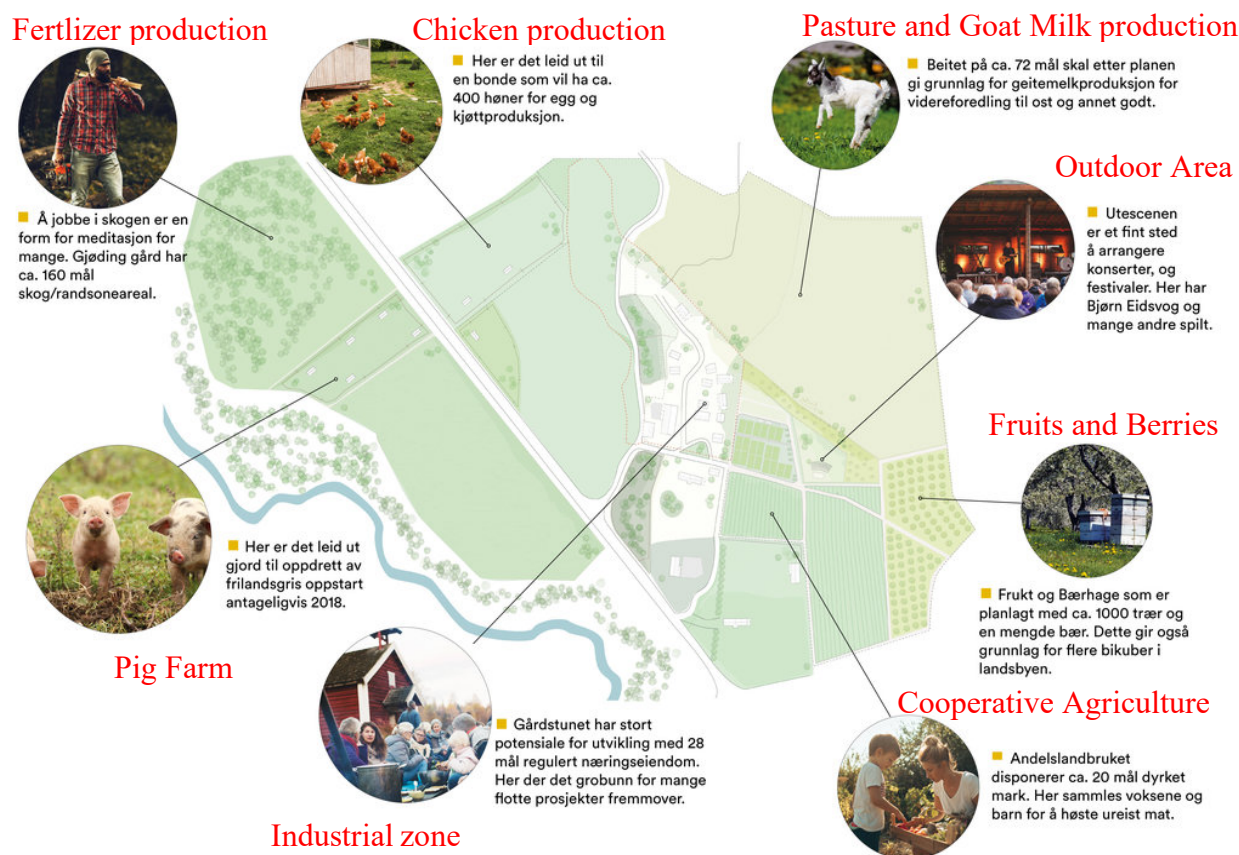 Fertlizer production
Chicken production
Pasture and Goat Milk production
Her er det leid ut til
en bonde som vil ha ca.
400 høner for egg og
kjøttproduksjon.
Beitet på ca. 72 mål skal etter planen
gi grunnlag for geitemelkproduksjon for
videreforedling til ost og annet godt.
Outdoor Area
Å jobbe i skogen er en
form for meditasjon for
mange. Gjøding gård har
ca. 160 mål
skog/randsoneareal.
Utescenen
er et fint sted
å arrangere
konserter, og
festivaler. Her har
Bjørn Eidsvog og
mange andre spilt.
Fruits and Berries
Her er det leid ut
gjord til oppdrett av
frilandsgris oppstart
antageligvis 2018.
Frukt og Bærhage som er
planlagt med ca. 1000 trær og
en mengde bær. Dette gir også
grunnlag for flere bikuber i
landsbyen.
Pig Farm
Cooperative Agriculture
Gårdstunet har stort
potensiale for utvikling med 28
mål regulert næringseiendom.
Her der det grobunn for mange
flotte prosjekter fremmover.
Andelslandbruket
disponerer ca. 20 mål dyrket
mark. Her sammles voksene og
barn for å høste ureist mat.
Industrial zone